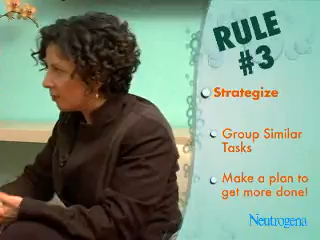 RULE
#3
Strategize
Group Similar
Tasks
Make a plan to
get more done!
Neutrogena